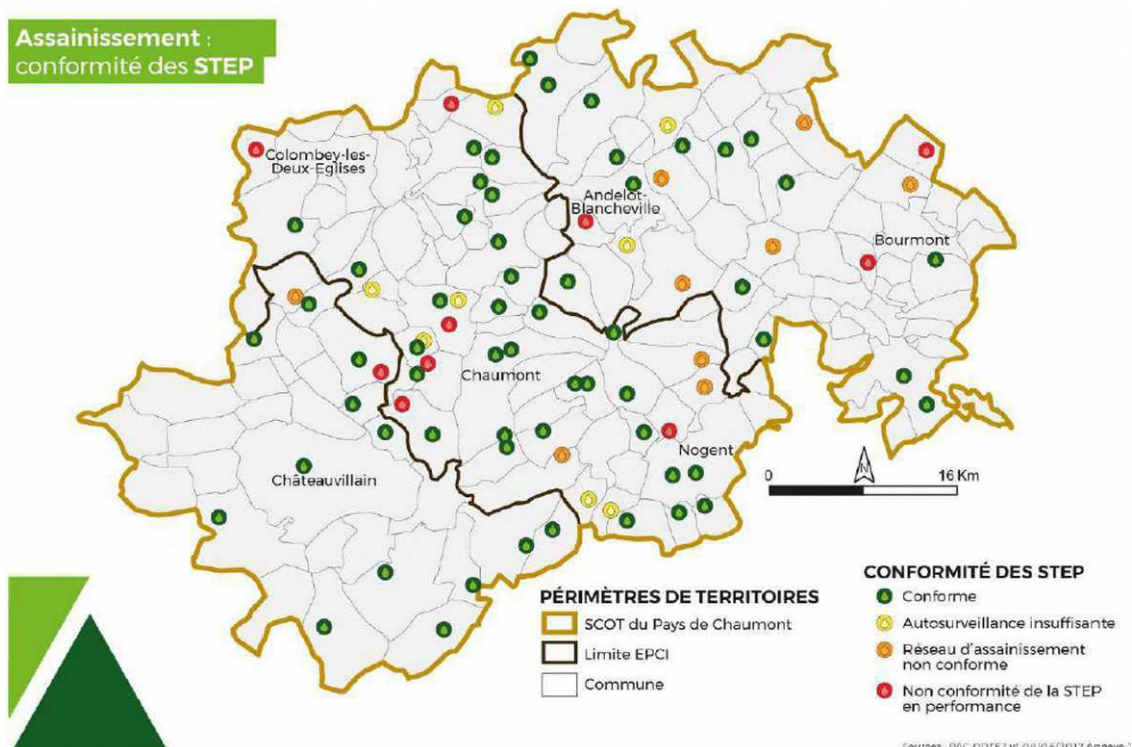 Assainissement :
conformité des STEP
Colombey-les-
Deux-Eglises
Andelot-
Blancheville
Bourmont
Chaumont
Nogent
Châteauvillain
N
0 16 Km
PÉRIMÈTRES DE TERRITOIRES
SCOT du Pays de Chaumont
Limite EPCI
Commune
CONFORMITÉ DES STEP
Conforme
Autosurveillance insuffisante
Réseau d'assainissement
non conforme
Non conformité de la STEP
en performance